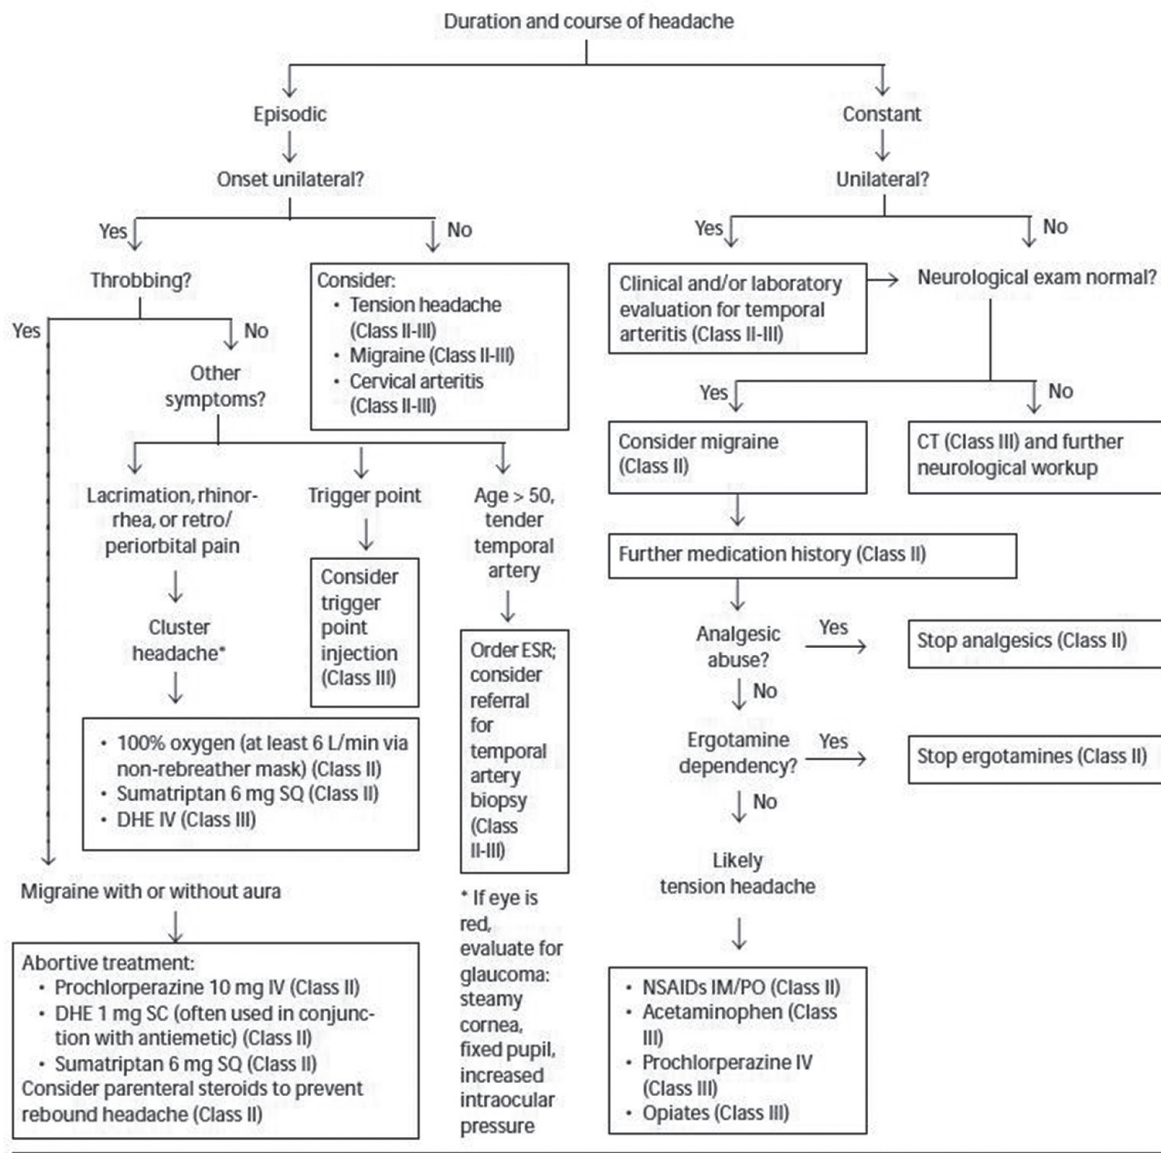 Duration and course of headache
Episodic
Onset unilateral?
Yes
No
Throbbing?
Yes
No
Consider:
• Tension headache
(Class II-III)
• Migraine (Class II-III)
• Cervical arteritis
(Class II-III)
Other
symptoms?
Lacrimation, rhinor-
rhea, or retro/
periorbital pain
Cluster
headache*
• 100% oxygen (at least 6 L/min via
non-rebreather mask) (Class II)
• Sumatriptan 6 mg SQ (Class II)
• DHE IV (Class III)
Trigger point
Consider
trigger
point
injection
(Class III)
Age > 50,
tender
temporal
artery
Order ESR;
consider
referral
for
temporal
artery
biopsy
(Class
II-III)
* If eye is
red,
evaluate for
glaucoma:
steamy
cornea,
fixed pupil,
increased
intraocular
pressure
Migraine with or without aura
Abortive treatment:
• Prochlorperazine 10 mg IV (Class II)
• DHE 1 mg SC (often used in conjunc-
tion with antiemetic) (Class II)
• Sumatriptan 6 mg SQ (Class II)
Consider parenteral steroids to prevent
rebound headache (Class II)
Constant
Unilateral?
Yes
No
Clinical and/or laboratory
evaluation for temporal
arteritis (Class II-III)
Neurological exam normal?
Yes
No
Consider migraine
(Class II)
CT (Class III) and further
neurological workup
Further medication history (Class II)
Analgesic
abuse?
Yes
Stop analgesics (Class II)
No
Ergotamine
dependency?
Yes
Stop ergotamines (Class II)
No
Likely
tension headache
• NSAIDs IM/PO (Class II)
• Acetaminophen (Class
III)
• Prochlorperazine IV
(Class III)
• Opiates (Class III)